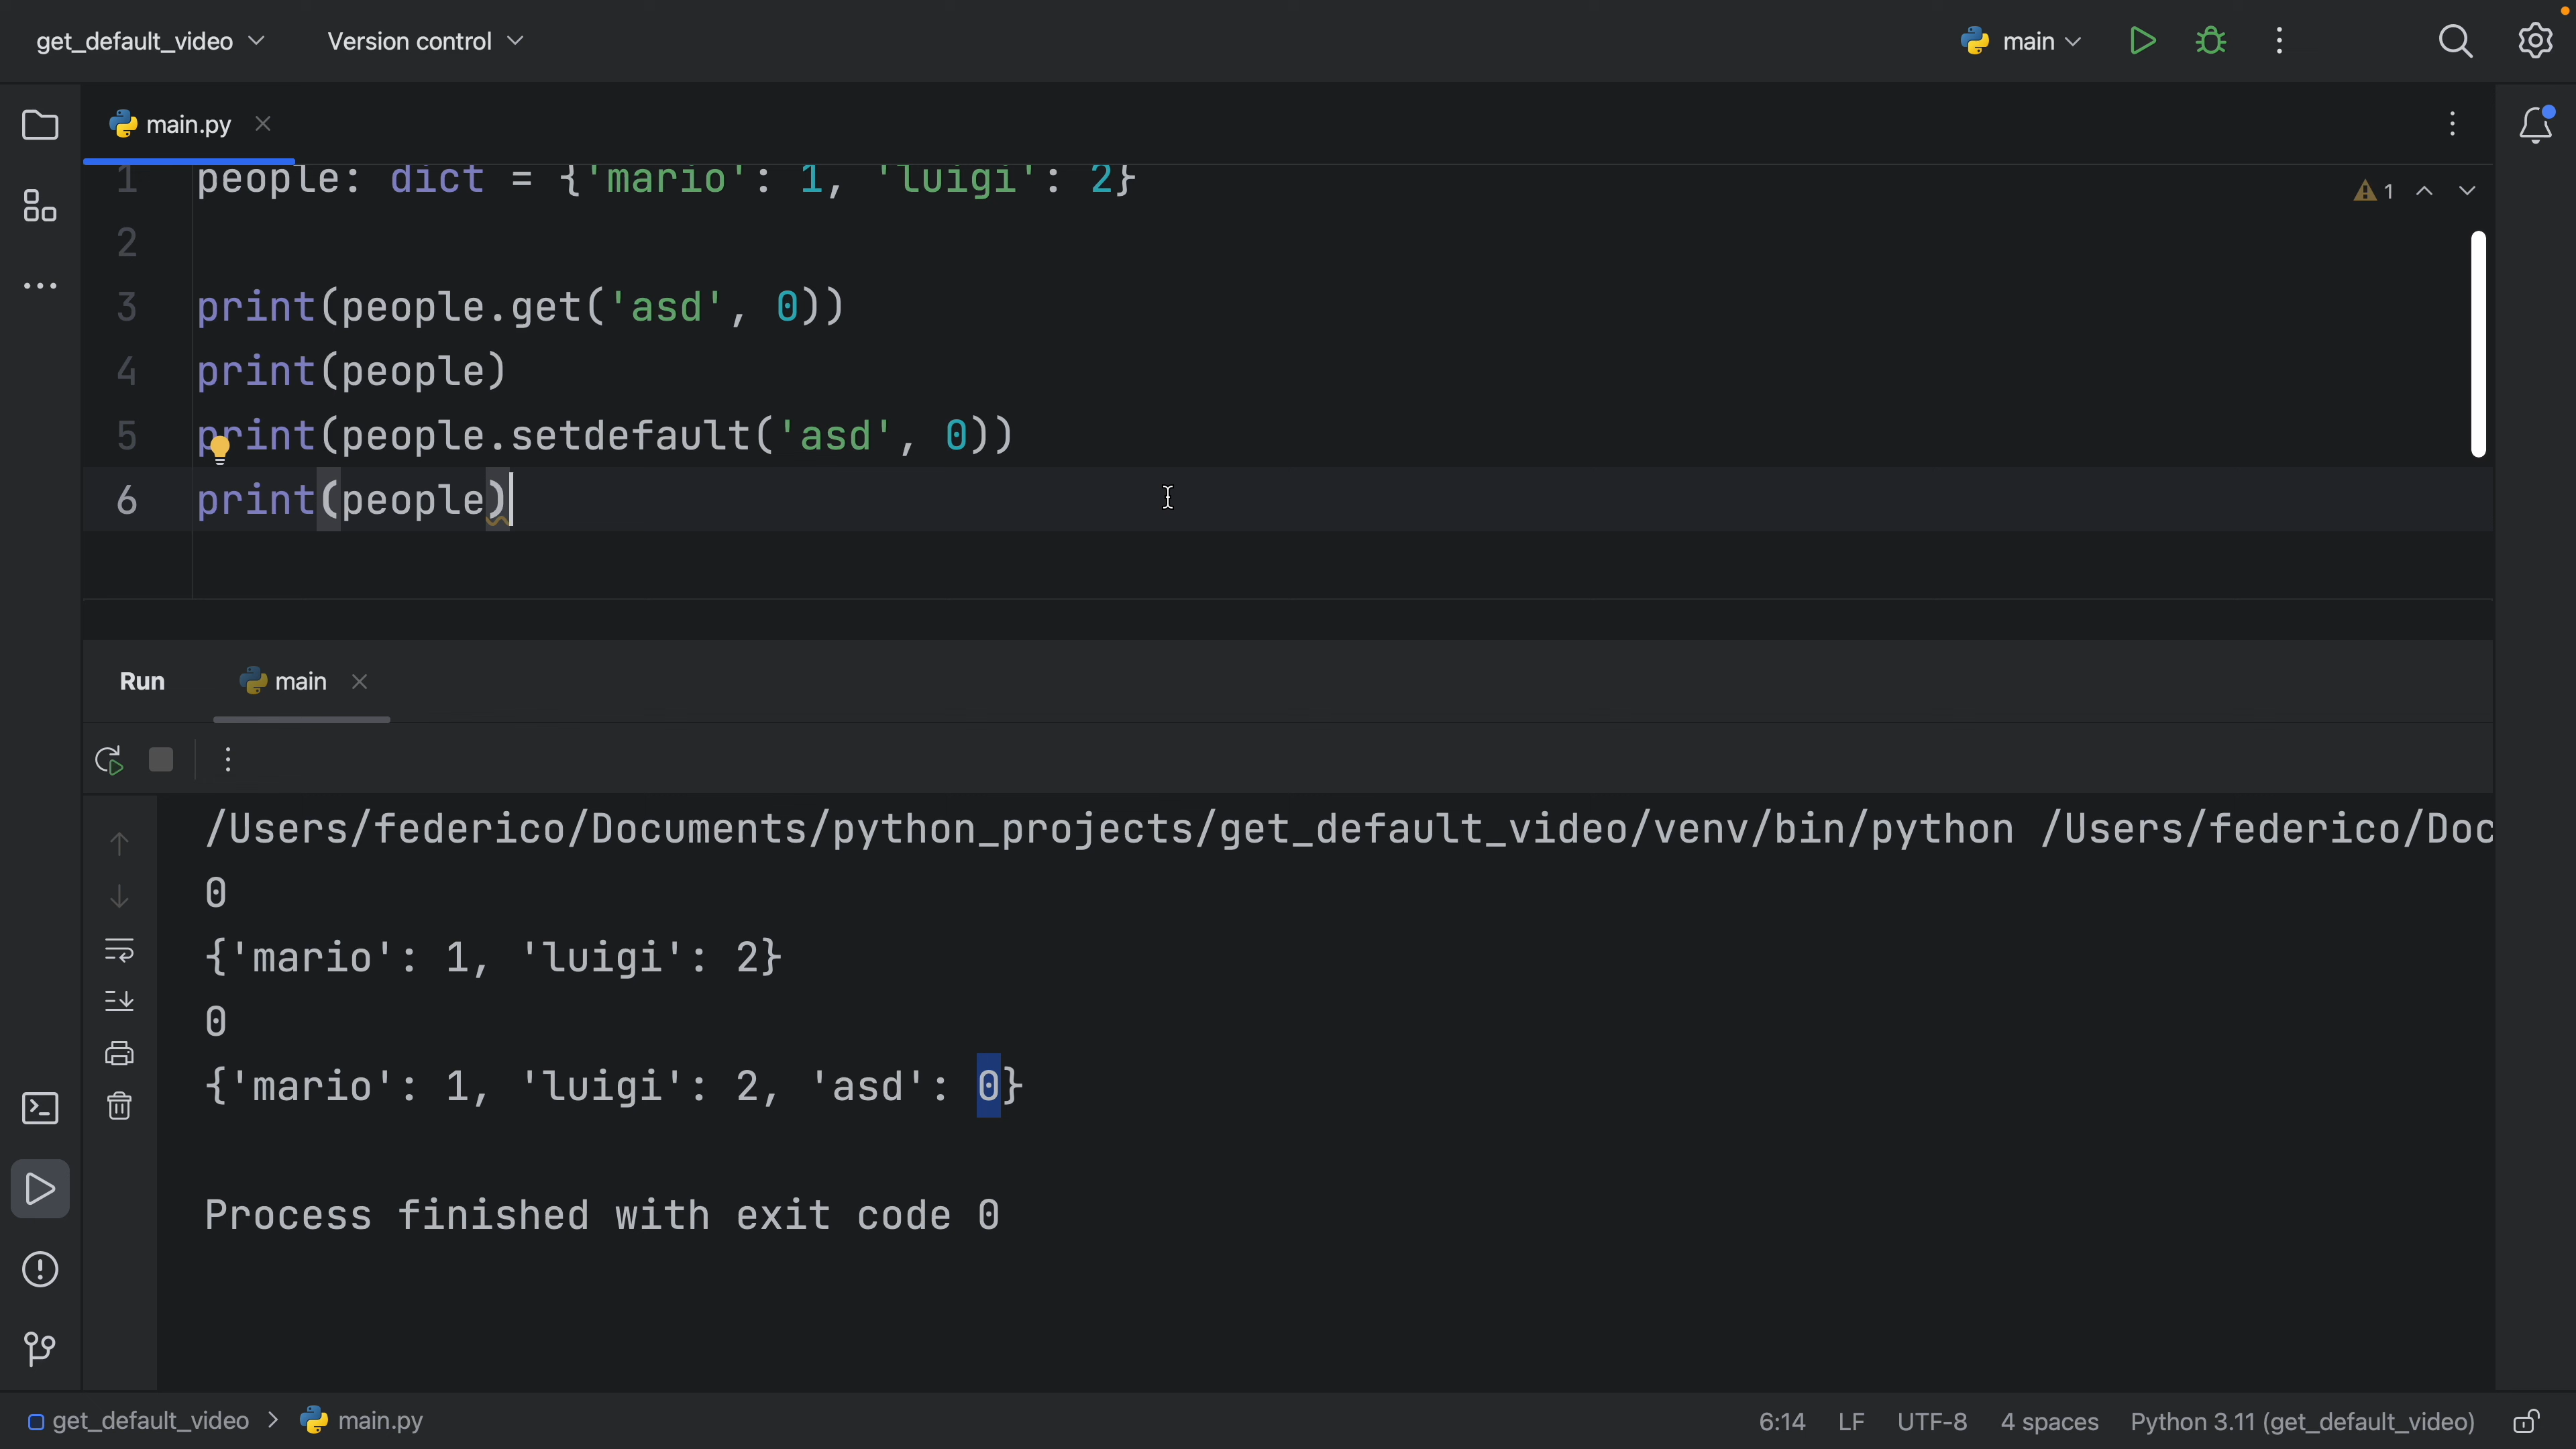 get_default_video
Version control
main
main.py
1 people: dict = {'mario': 1, 'luigi': 2}
2
3 print(people.get('asd', 0))
4 print(people)
5 print(people.setdefault('asd', 0))
6 print(people)
1
Run
main
/Users/federico/Documents/python_projects/get_default_video/venv/bin/python /Users/federico/Doc
0
{'mario': 1, 'luigi': 2}
0
{'mario': 1, 'luigi': 2, 'asd': 0}
Process finished with exit code 0
get_default_video > main.py
6:14 LF UTF-8 4 spaces Python 3.11 (get_default_video)